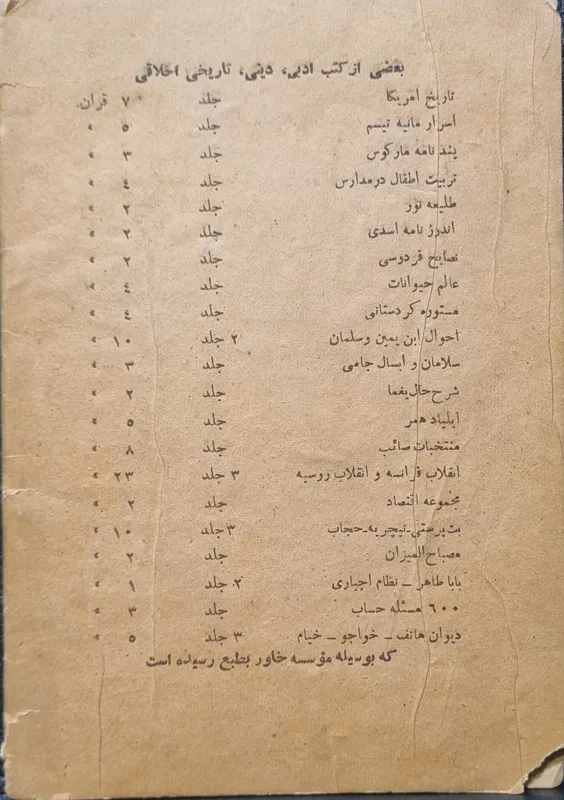 بعضی از کتب ادبی، دینی، تاریخی اخلاقی
تاریخ امریکا جلد ۷ قران
اسرار مانیه تیسم جلد ۵ »
پند نامه مارکوس جلد ۳ »
تربیت اطفال در مدارس جلد ٤ »
طلیعه نور جلد ۲ »
اندرز نامه اسدی جلد ۲ »
نصایح فردوسی جلد ۲ »
عالم حیوانات جلد ٤ »
مستوره کردستانی جلد ٤ »
احوال ابن یمین وسلمان ۲ جلد ۱۰ »
سلامان و ابسال جامی جلد ۳ »
شرح حال یغما جلد ۲ »
ایلیاد همر جلد ۵ »
منتخبات صائب جلد ۸ »
انقلاب فرانسه و انقلاب روسیه ۳ جلد ۲۳ »
مجموعه اقتصاد جلد ۲ »
بت پرستی-نیچریه-حجاب ۳ جلد ۱۰ »
مصباح المیزان جلد ۲ »
بابا طاهر - نظام اجباری ۲ جلد ۱ »
۶۰۰ مسئله حساب جلد ۳ »
دیوان هاتف - خواجو - خیام ۳ جلد ۵ »
که بوسیله مؤسسه خاور بطبع رسیده است